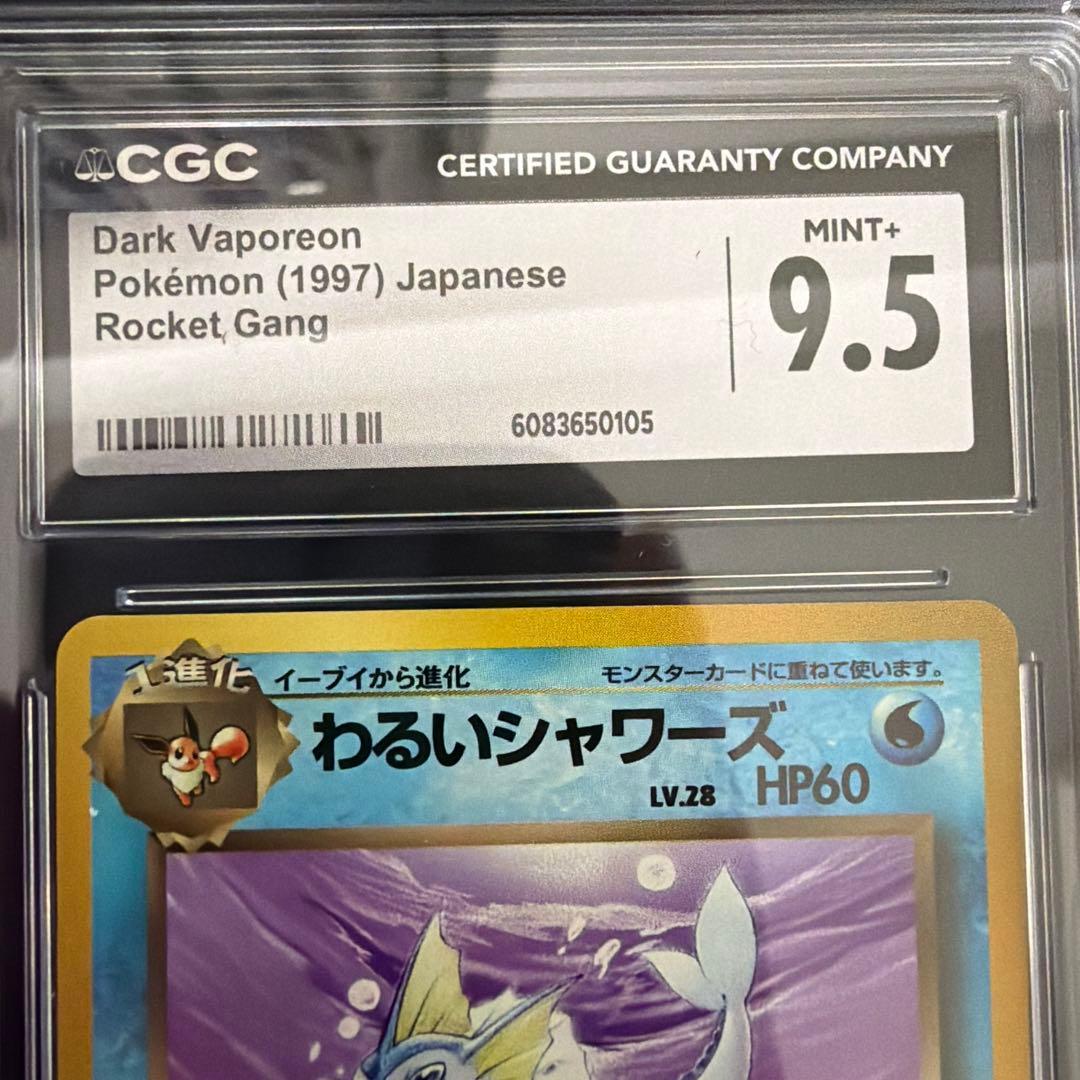 CGC
CERTIFIED GUARANTY COMPANY
Dark Vaporeon
Pokémon (1997) Japanese
Rocket Gang
MINT+
9.5
6083650105
1進化
イーブイから進化
モンスターカードに重ねて使います。
わるいシャワーズ
LV.28 HP60